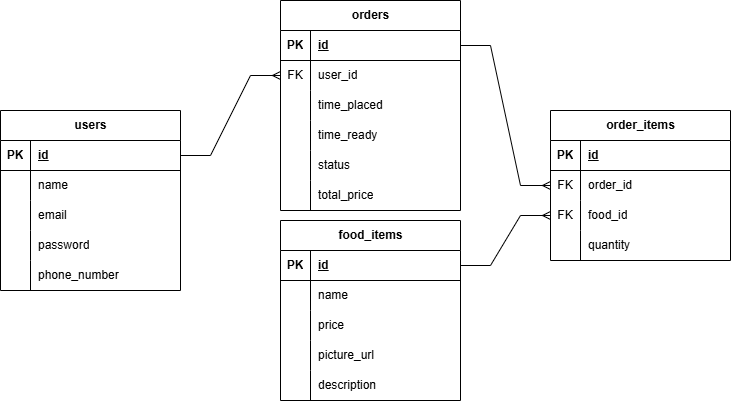 orders
PK id
FK user_id
time_placed
time_ready
status
total_price
users
PK id
name
email
password
phone_number
order_items
PK id
FK order_id
FK food_id
quantity
food_items
PK id
name
price
picture_url
description